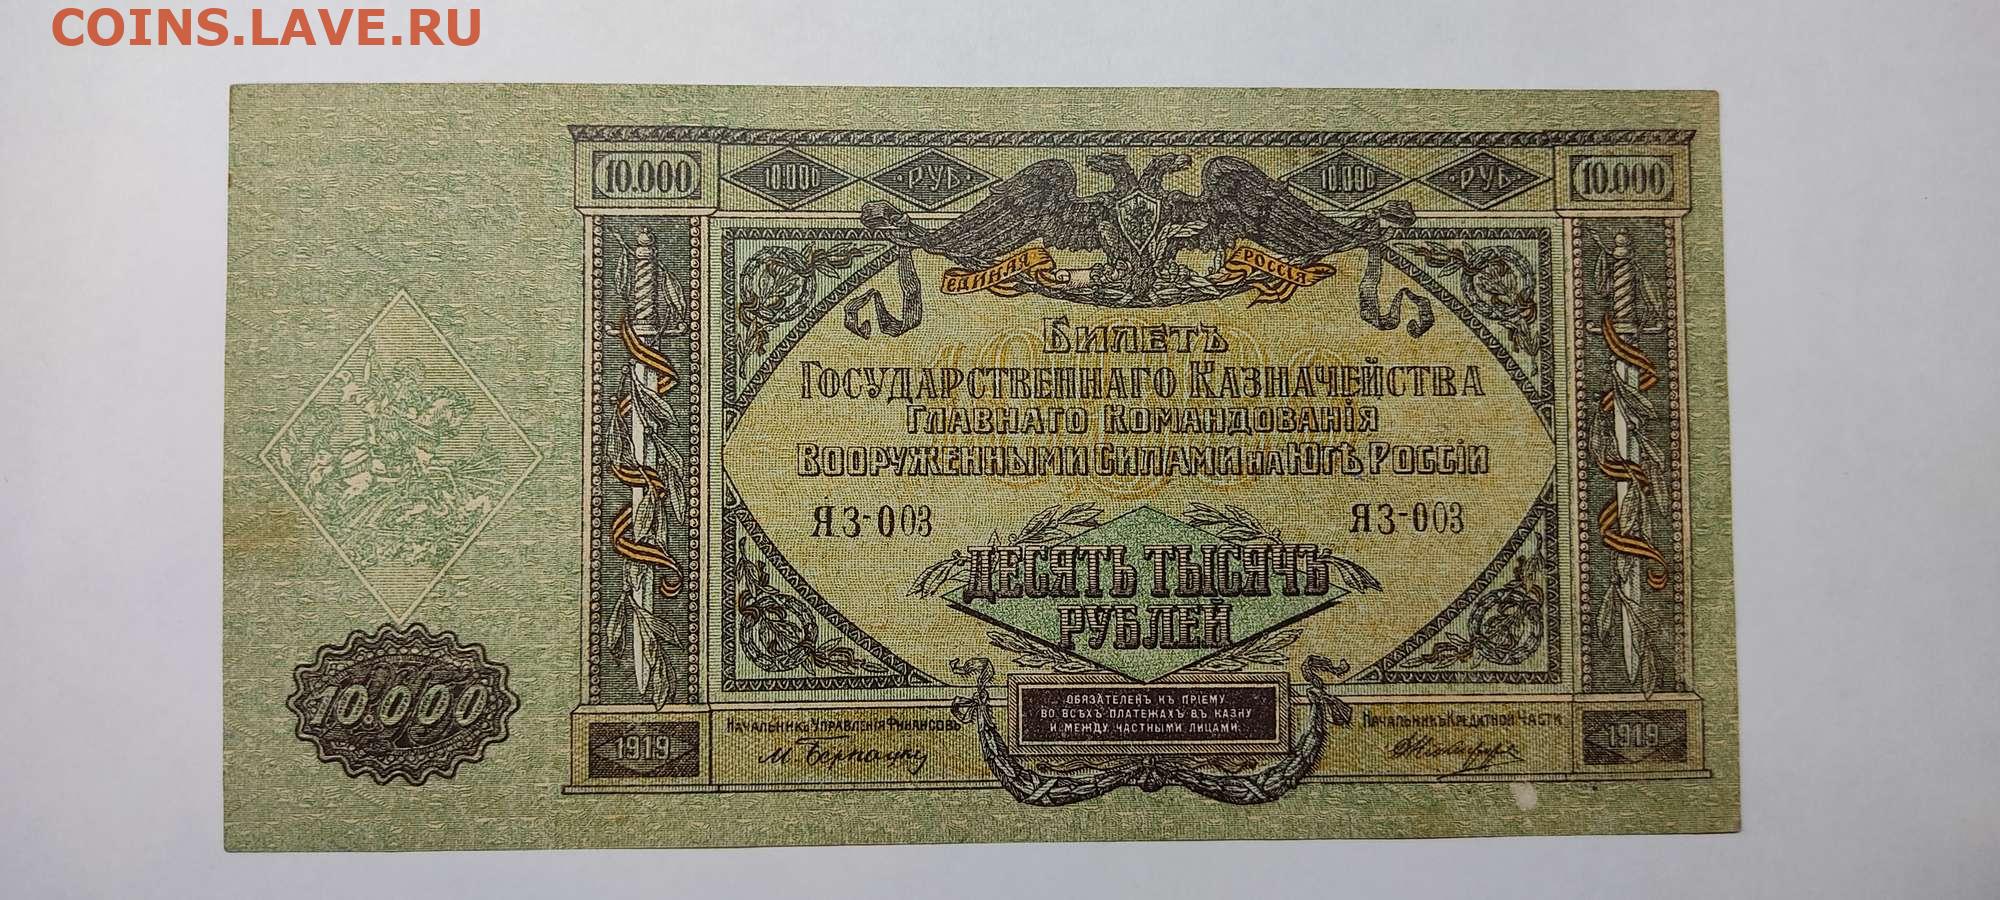 COINS.LAVE.RU
10.000 10.000 •РУБ• 10.000 •РУБ• 10.000
ЕДИНАЯ РОССІЯ
БИЛЕТЪ
ГОСУДАРСТВЕННАГО КАЗНАЧЕЙСТВА
ГЛАВНАГО КОМАНДОВАНІЯ
ВООРУЖЕННЫМИ СИЛАМИ НА ЮГѢ РОССІИ
ЯЗ-003 ЯЗ-003
ДЕСЯТЬ ТЫСЯЧЪ
РУБЛЕЙ
10.000
ОБЯЗАТЕЛЕНЪ КЪ ПРІЕМУ
ВО ВСѢХЪ ПЛАТЕЖАХЪ ВЪ КАЗНУ
И МЕЖДУ ЧАСТНЫМИ ЛИЦАМИ
НАЧАЛЬНИКЪ УПРАВЛЕНІЯ ФИНАНСОВЪ НАЧАЛЬНИКЪ КРЕДИТНОЙ ЧАСТИ
1919 М Бернацкій 1919